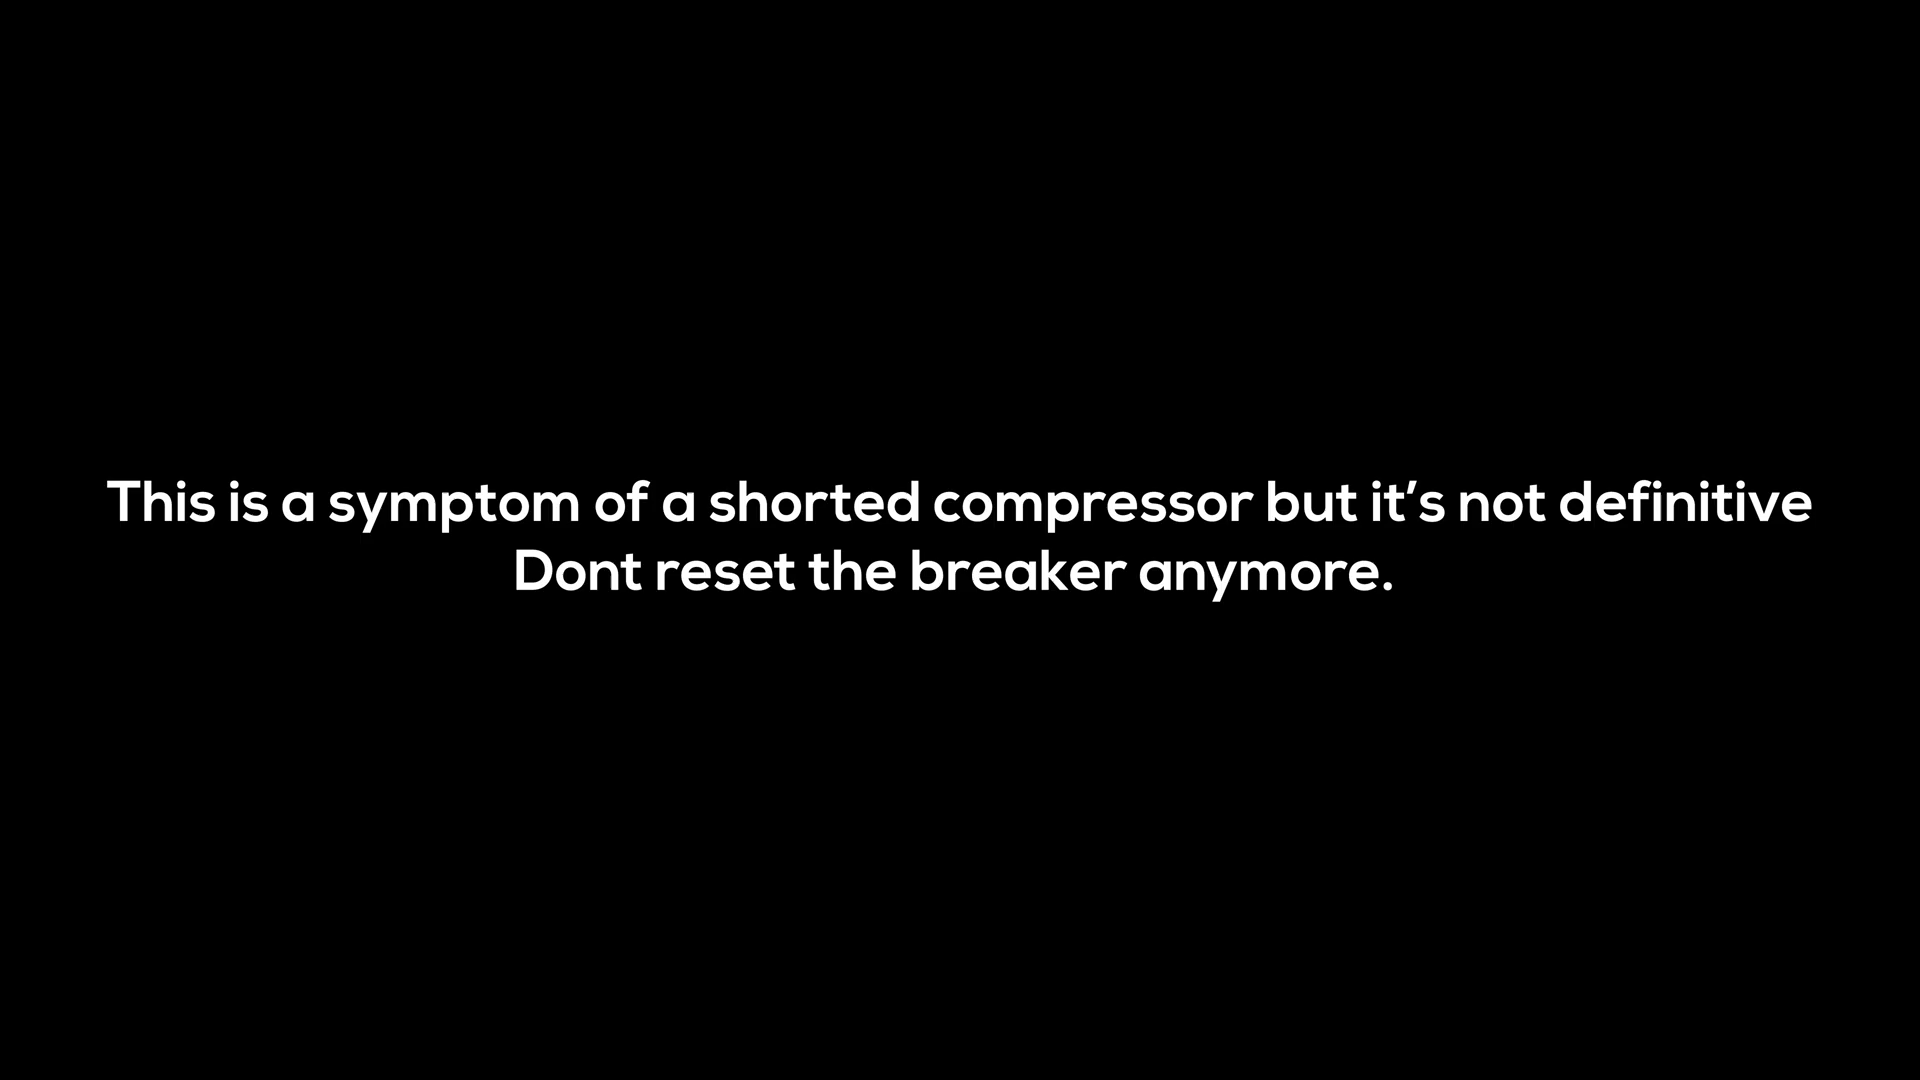 This is a symptom of a shorted compressor but it’s not definitive
Dont reset the breaker anymore.